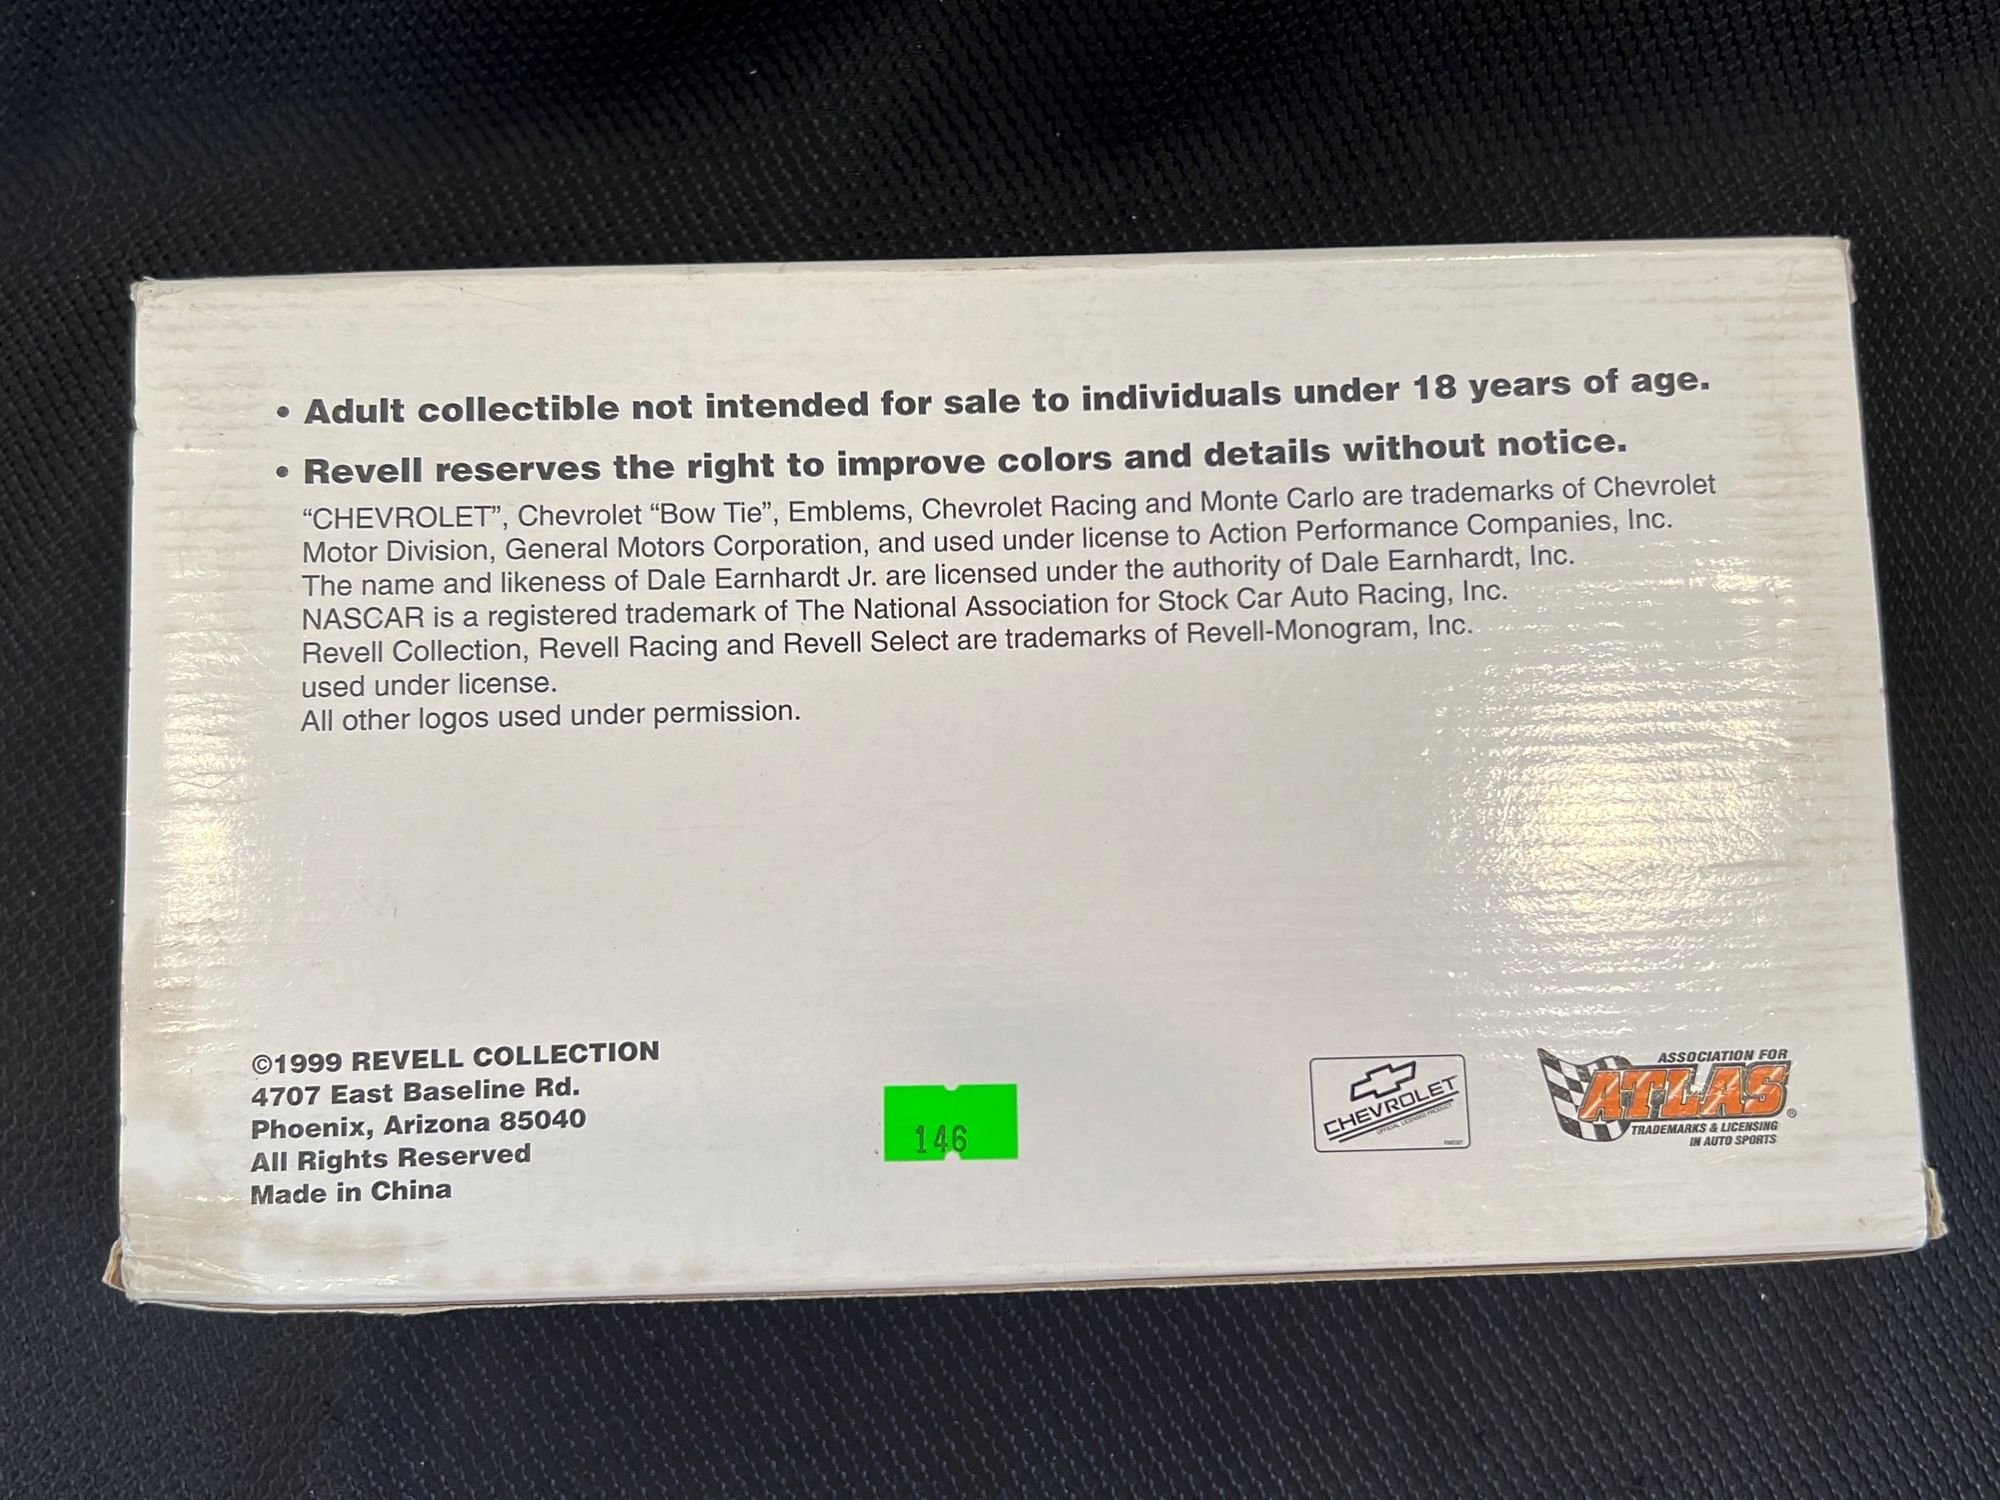 • Adult collectible not intended for sale to individuals under 18 years of age.
• Revell reserves the right to improve colors and details without notice.
“CHEVROLET”, Chevrolet “Bow Tie”, Emblems, Chevrolet Racing and Monte Carlo are trademarks of Chevrolet
Motor Division, General Motors Corporation, and used under license to Action Performance Companies, Inc.
The name and likeness of Dale Earnhardt Jr. are licensed under the authority of Dale Earnhardt, Inc.
NASCAR is a registered trademark of The National Association for Stock Car Auto Racing, Inc.
Revell Collection, Revell Racing and Revell Select are trademarks of Revell-Monogram, Inc.
used under license.
All other logos used under permission.
©1999 REVELL COLLECTION
4707 East Baseline Rd.
Phoenix, Arizona 85040
All Rights Reserved
Made in China
146
CHEVROLET
OFFICIAL LICENSED PRODUCT
ASSOCIATION FOR
ATLAS®
TRADEMARKS & LICENSING
IN AUTO SPORTS